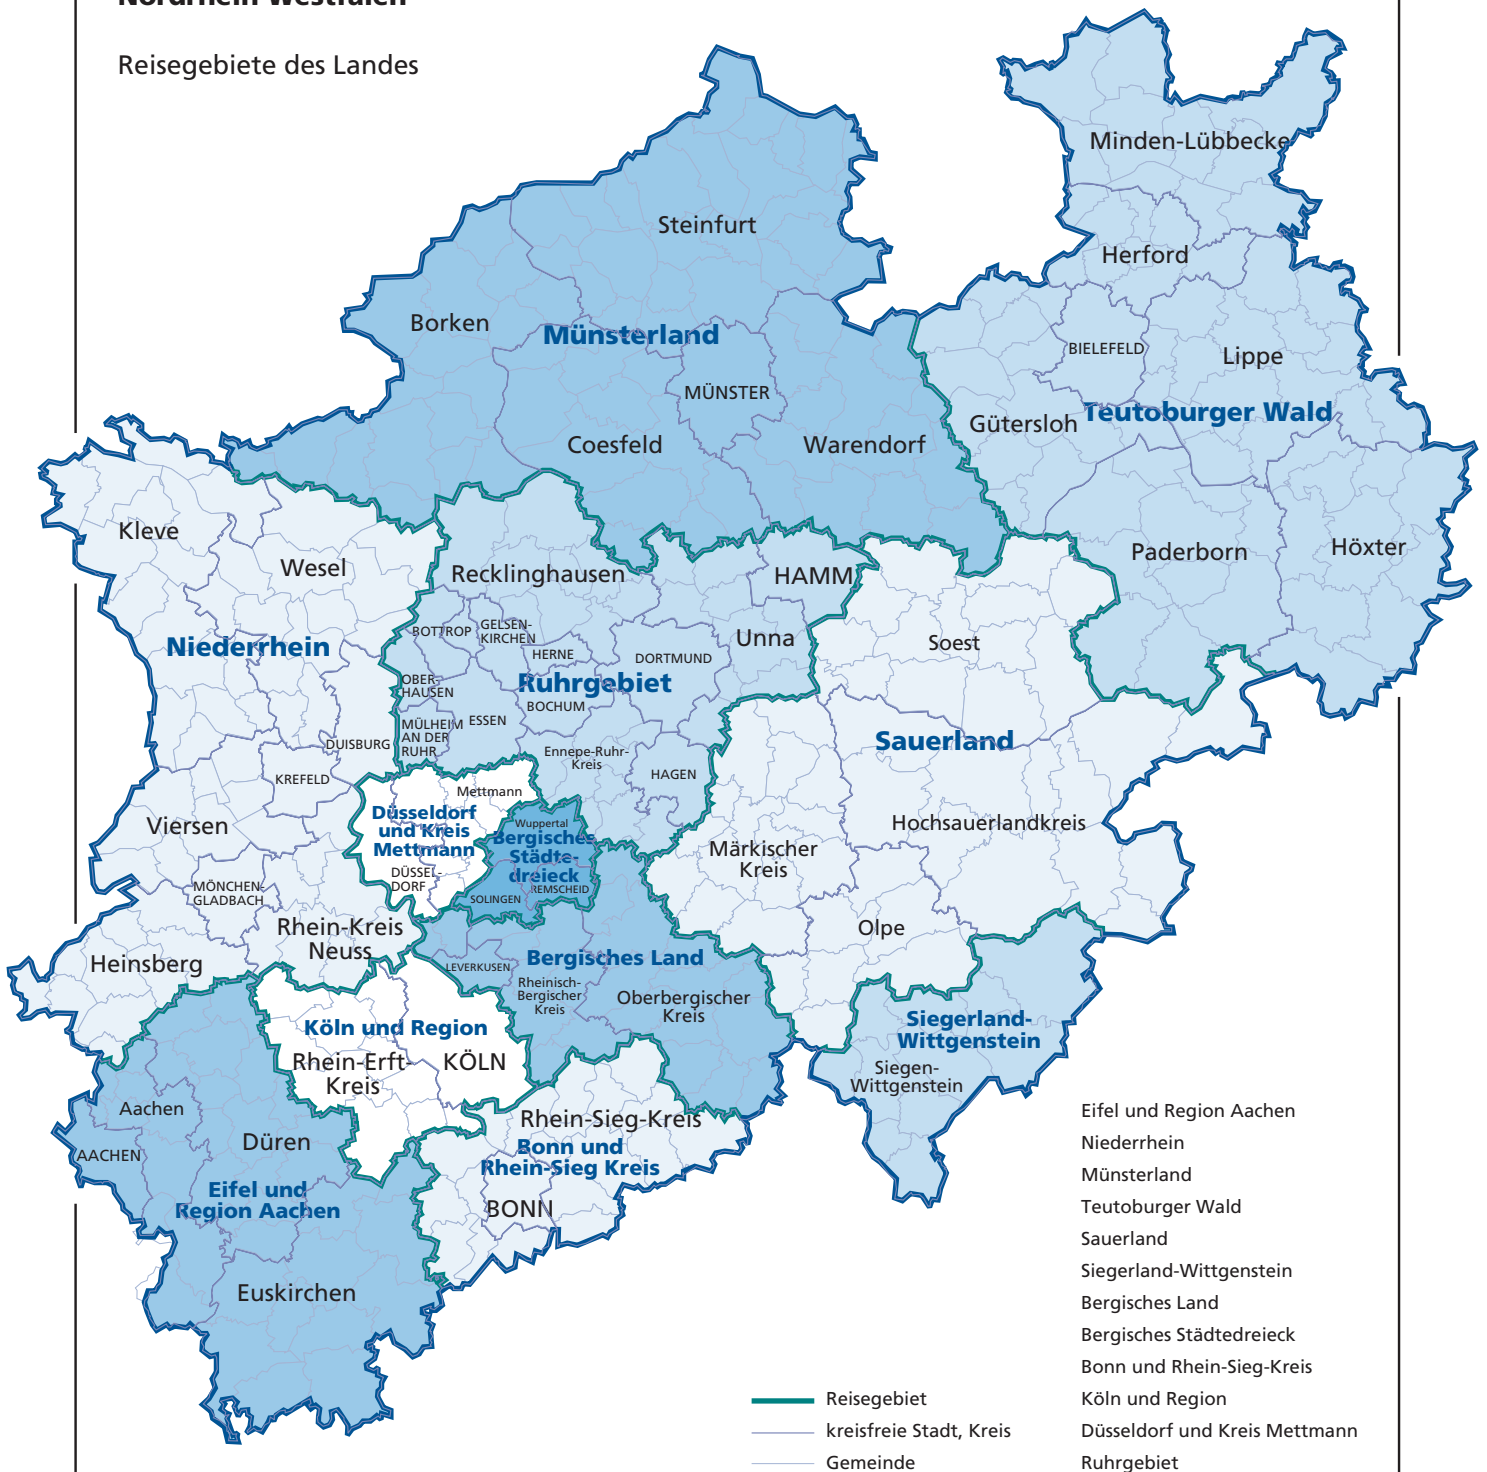 Nordrhein-Westfalen
Reisegebiete des Landes
Minden-Lübbecke
Steinfurt
Herford
Borken
Münsterland
BIELEFELD
Lippe
MÜNSTER
Teutoburger Wald
Gütersloh
Coesfeld
Warendorf
Kleve
Wesel
Recklinghausen
HAMM
Paderborn
Höxter
Niederrhein
BOTTROP
GELSEN-
KIRCHEN
HERNE
DORTMUND
Unna
Soest
OBER-
HAUSEN
Ruhrgebiet
BOCHUM
MÜLHEIM
AN DER
RUHR
ESSEN
DUISBURG
Ennepe-Ruhr-
Kreis
HAGEN
Sauerland
KREFELD
Mettmann
Düsseldorf
und Kreis
Mettmann
Viersen
Wuppertal
Bergisches
Städte-
dreieck
Hochsauerlandkreis
Märkischer
Kreis
DÜSSEL-
DORF
SOLINGEN
REMSCHEID
MÖNCHEN-
GLADBACH
Rhein-Kreis
Neuss
Olpe
Heinsberg
LEVERKUSEN
Bergisches Land
Rheinisch-
Bergischer
Kreis
Oberbergischer
Kreis
Köln und Region
Rhein-Erft-
Kreis
KÖLN
Siegerland-
Wittgenstein
Siegen-
Wittgenstein
Aachen
AACHEN
Düren
Rhein-Sieg-Kreis
Bonn und
Rhein-Sieg Kreis
BONN
Eifel und
Region Aachen
Euskirchen
Eifel und Region Aachen
Niederrhein
Münsterland
Teutoburger Wald
Sauerland
Siegerland-Wittgenstein
Bergisches Land
Bergisches Städtedreieck
Bonn und Rhein-Sieg-Kreis
Köln und Region
Düsseldorf und Kreis Mettmann
Ruhrgebiet
Reisegebiet
kreisfreie Stadt, Kreis
Gemeinde